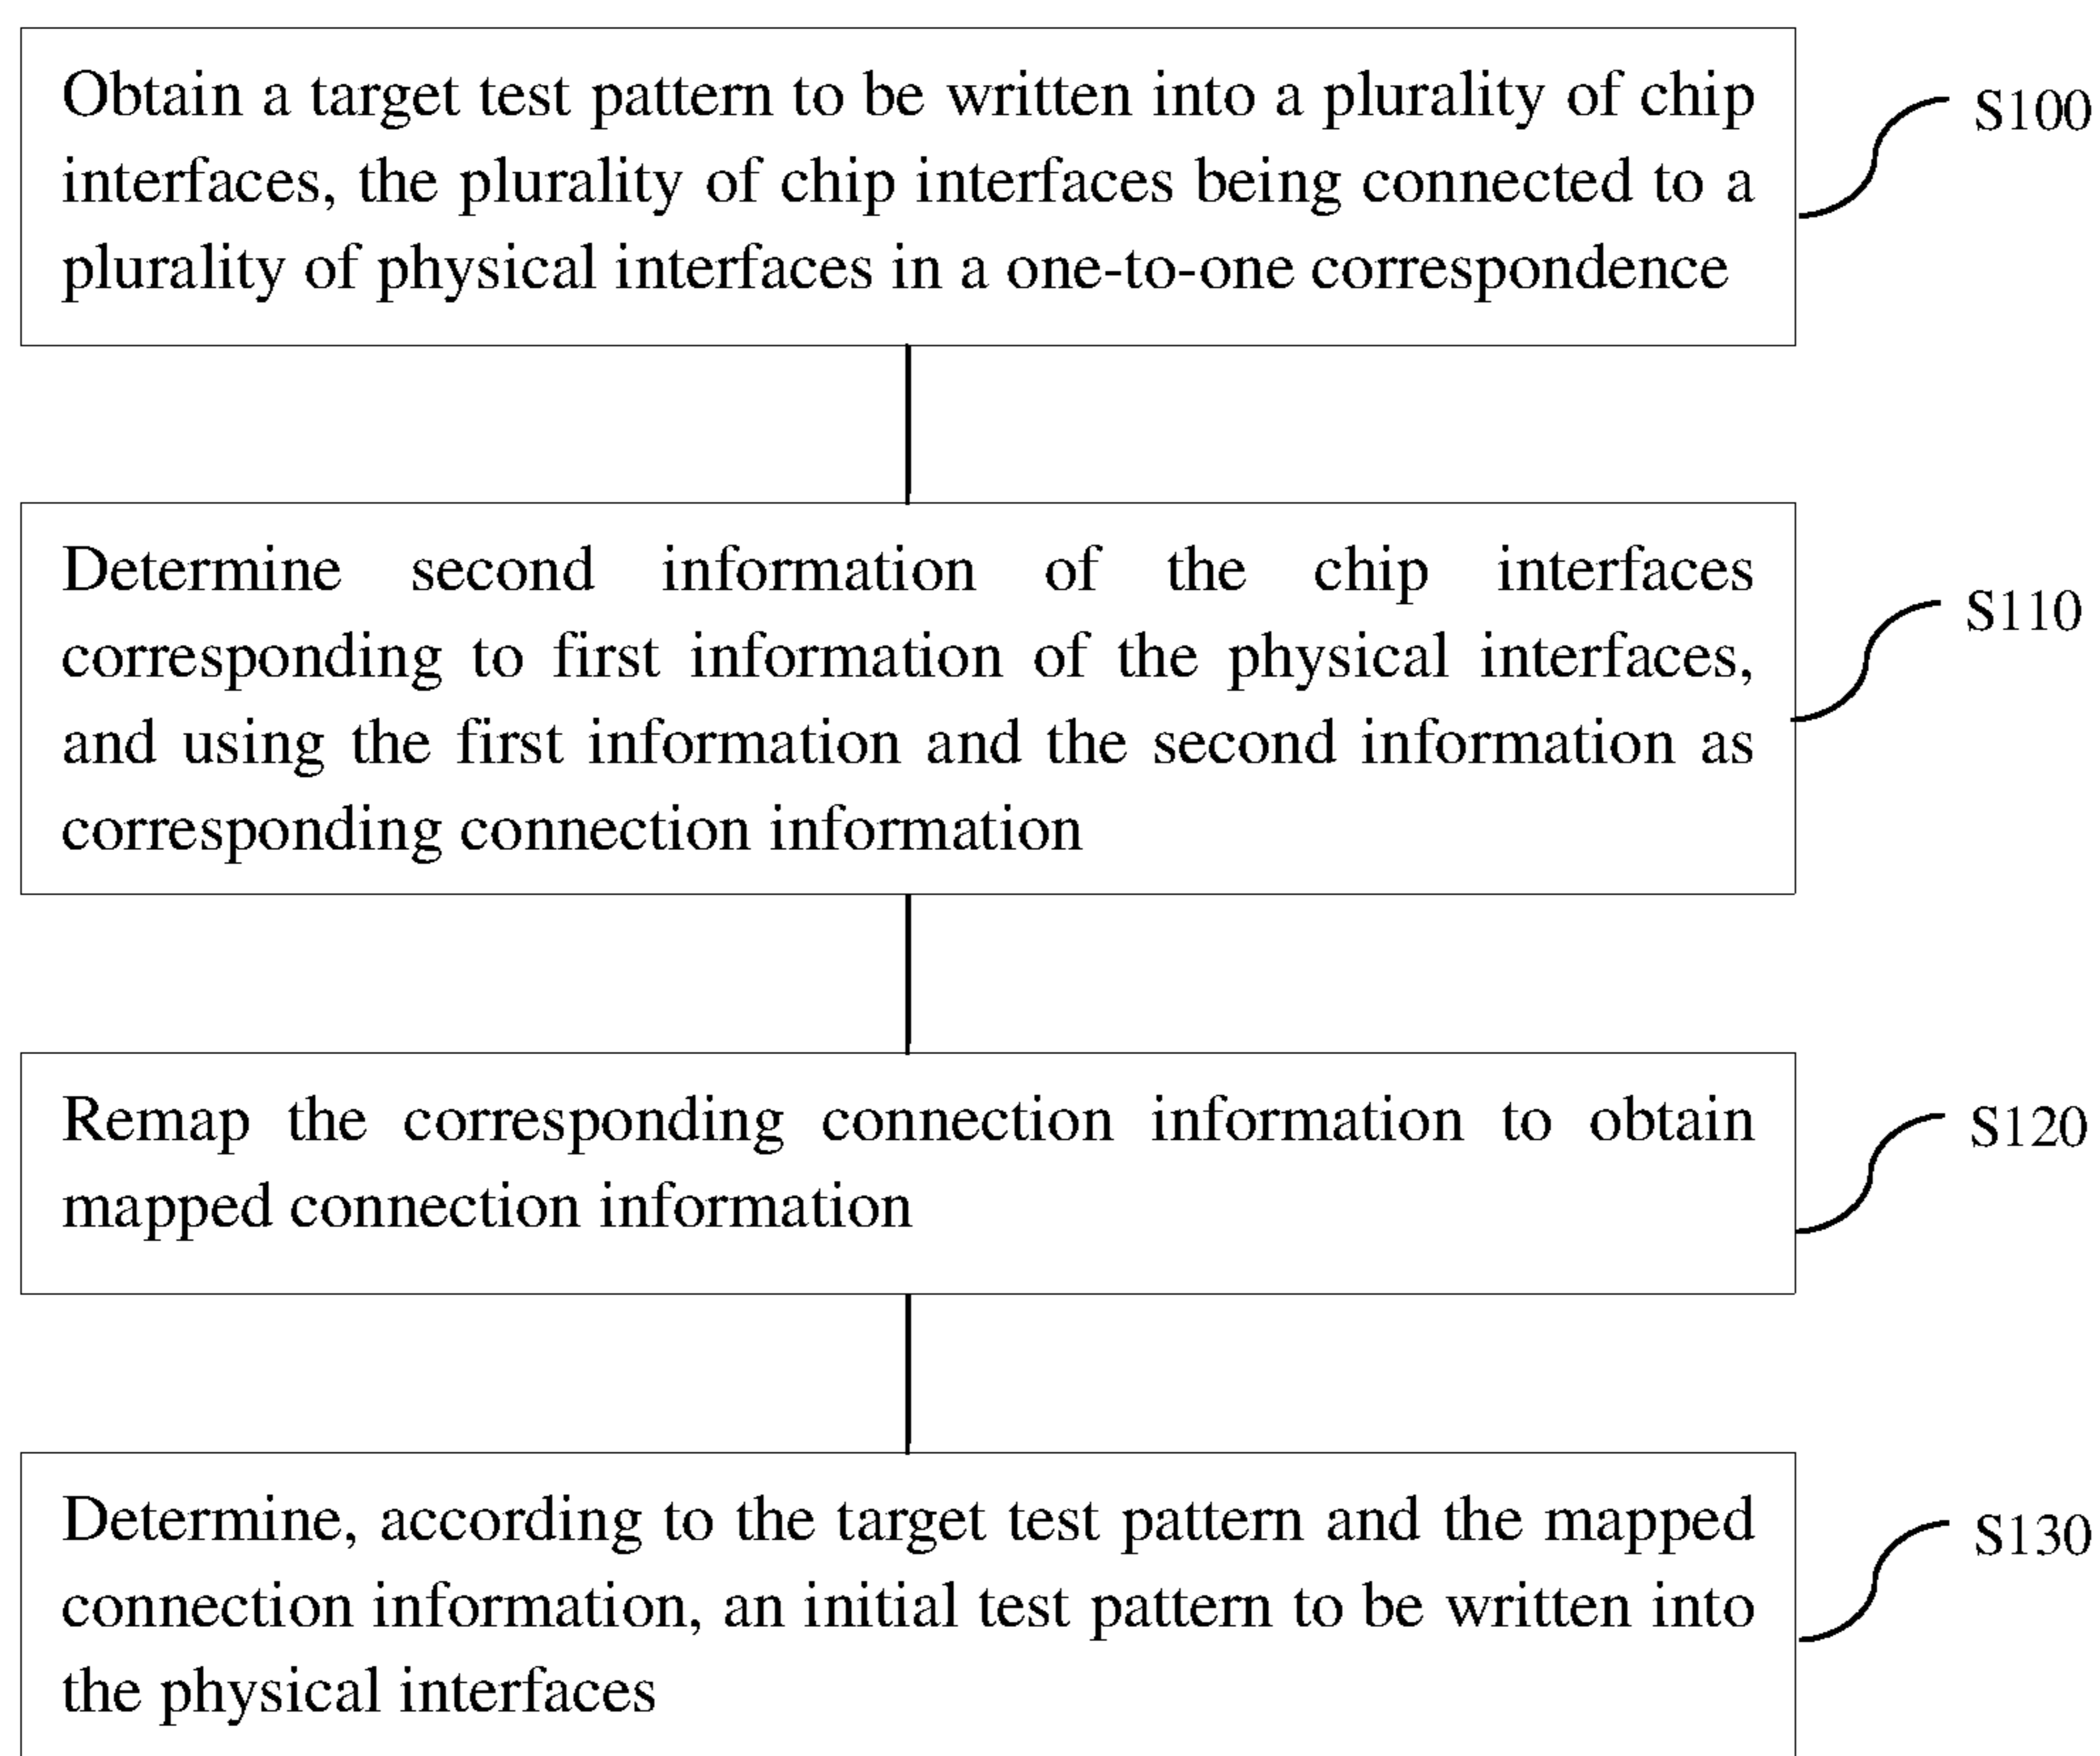 Obtain a target test pattern to be written into a plurality of chip
interfaces, the plurality of chip interfaces being connected to a
plurality of physical interfaces in a one-to-one correspondence
S100
Determine second information of the chip interfaces
corresponding to first information of the physical interfaces,
and using the first information and the second information as
corresponding connection information
S110
Remap the corresponding connection information to obtain
mapped connection information
S120
Determine, according to the target test pattern and the mapped
connection information, an initial test pattern to be written into
the physical interfaces
S130